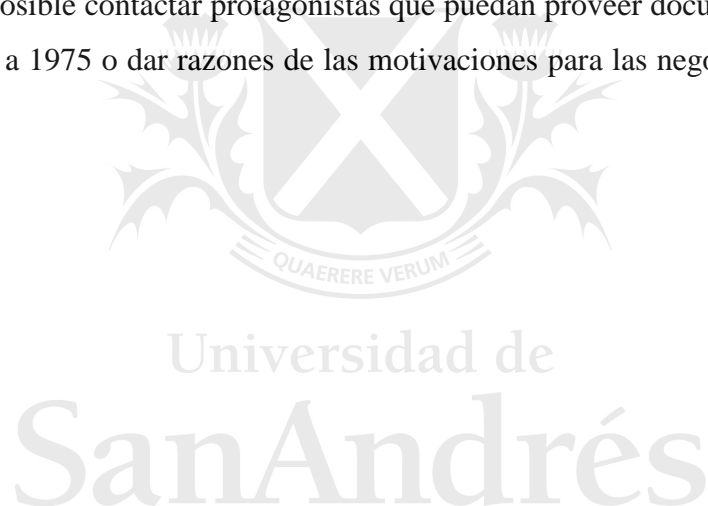 osible contactar protagonistas que puedan proveer docu
a 1975 o dar razones de las motivaciones para las nego
QUAERERE VERUM
Universidad de
SanAndrés